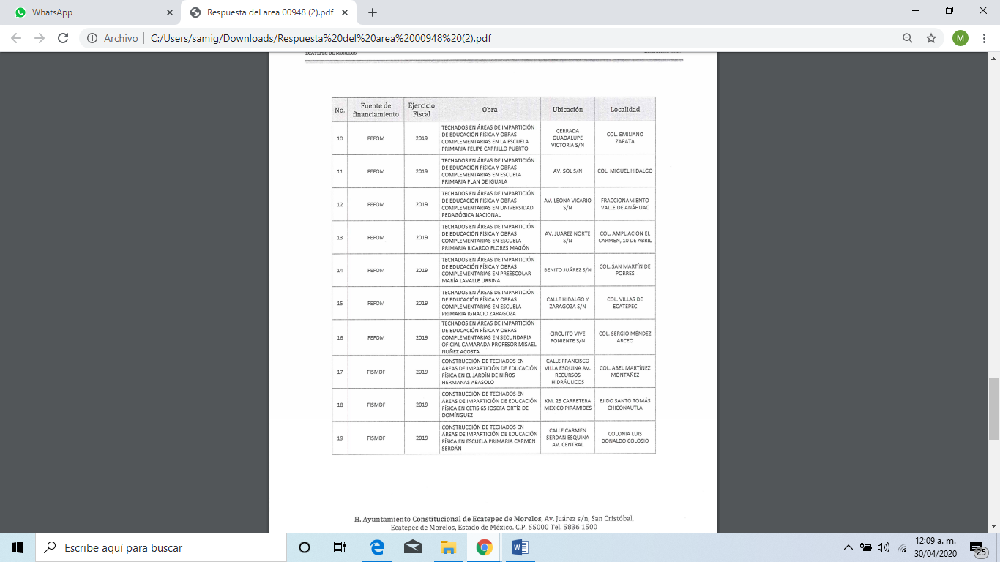 WhatsApp
Respuesta del area 00948 (2).pdf
Archivo
C:/Users/samig/Downloads/Respuesta%20del%20area%2000948%20(2).pdf
M
ECATEPEC DE MORELOS
No.
Fuente de
financiamiento
Ejercicio
Fiscal
Obra
Ubicación
Localidad
10
FEFOM
2019
TECHADOS EN ÁREAS DE IMPARTICIÓN
DE EDUCACIÓN FÍSICA Y OBRAS
COMPLEMENTARIAS EN LA ESCUELA
PRIMARIA FELIPE CARRILLO PUERTO
CERRADA
GUADALUPE
VICTORIA S/N
COL. EMILIANO
ZAPATA
11
FEFOM
2019
TECHADOS EN ÁREAS DE IMPARTICIÓN
DE EDUCACIÓN FÍSICA Y OBRAS
COMPLEMENTARIAS EN ESCUELA
PRIMARIA PLAN DE IGUALA
AV. SOL S/N
COL. MIGUEL HIDALGO
12
FEFOM
2019
TECHADOS EN ÁREAS DE IMPARTICIÓN
DE EDUCACIÓN FÍSICA Y OBRAS
COMPLEMENTARIAS EN UNIVERSIDAD
PEDAGÓGICA NACIONAL
AV. LEONA VICARIO
S/N
FRACCIONAMIENTO
VALLE DE ANÁHUAC
13
FEFOM
2019
TECHADOS EN ÁREAS DE IMPARTICIÓN
DE EDUCACIÓN FÍSICA Y OBRAS
COMPLEMENTARIAS EN ESCUELA
PRIMARIA RICARDO FLORES MAGÓN
AV. JUÁREZ NORTE
S/N
COL. AMPLIACIÓN EL
CARMEN, 10 DE ABRIL
14
FEFOM
2019
TECHADOS EN ÁREAS DE IMPARTICIÓN
DE EDUCACIÓN FÍSICA Y OBRAS
COMPLEMENTARIAS EN PREESCOLAR
MARÍA LAVALLE URBINA
BENITO JUÁREZ S/N
COL. SAN MARTÍN DE
PORRES
15
FEFOM
2019
TECHADOS EN ÁREAS DE IMPARTICIÓN
DE EDUCACIÓN FÍSICA Y OBRAS
COMPLEMENTARIAS EN ESCUELA
PRIMARIA IGNACIO ZARAGOZA
CALLE HIDALGO Y
ZARAGOZA S/N
COL. VILLAS DE
ECATEPEC
16
FEFOM
2019
TECHADOS EN ÁREAS DE IMPARTICIÓN
DE EDUCACIÓN FÍSICA Y OBRAS
COMPLEMENTARIAS EN SECUNDARIA
OFICIAL CAMARADA PROFESOR MISAEL
NUÑEZ ACOSTA
CIRCUITO VIVE
PONIENTE S/N
COL. SERGIO MÉNDEZ
ARCEO
17
FISMDF
2019
CONSTRUCCIÓN DE TECHADOS EN
ÁREAS DE IMPARTICIÓN DE EDUCACIÓN
FÍSICA EN EL JARDÍN DE NIÑOS
HERMANAS ABASOLO
CALLE FRANCISCO
VILLA ESQUINA AV.
RECURSOS
HIDRÁULICOS
COL. ABEL MARTÍNEZ
MONTAÑEZ
18
FISMDF
2019
CONSTRUCCIÓN DE TECHADOS EN
ÁREAS DE IMPARTICIÓN DE EDUCACIÓN
FÍSICA EN CETIS 65 JOSEFA ORTÍZ DE
DOMÍNGUEZ
KM. 25 CARRETERA
MÉXICO PIRÁMIDES
EJIDO SANTO TOMÁS
CHICONAUTLA
19
FISMDF
2019
CONSTRUCCIÓN DE TECHADOS EN
ÁREAS DE IMPARTICIÓN DE EDUCACIÓN
FÍSICA EN ESCUELA PRIMARIA CARMEN
SERDÁN
CALLE CARMEN
SERDÁN ESQUINA
AV. CENTRAL
COLONIA LUIS
DONALDO COLOSIO
H. Ayuntamiento Constitucional de Ecatepec de Morelos, Av. Juárez s/n, San Cristóbal,
Ecatepec de Morelos, Estado de México. C.P. 55000 Tel. 5836 1500
Escribe aquí para buscar
12:09 a. m.
30/04/2020
25